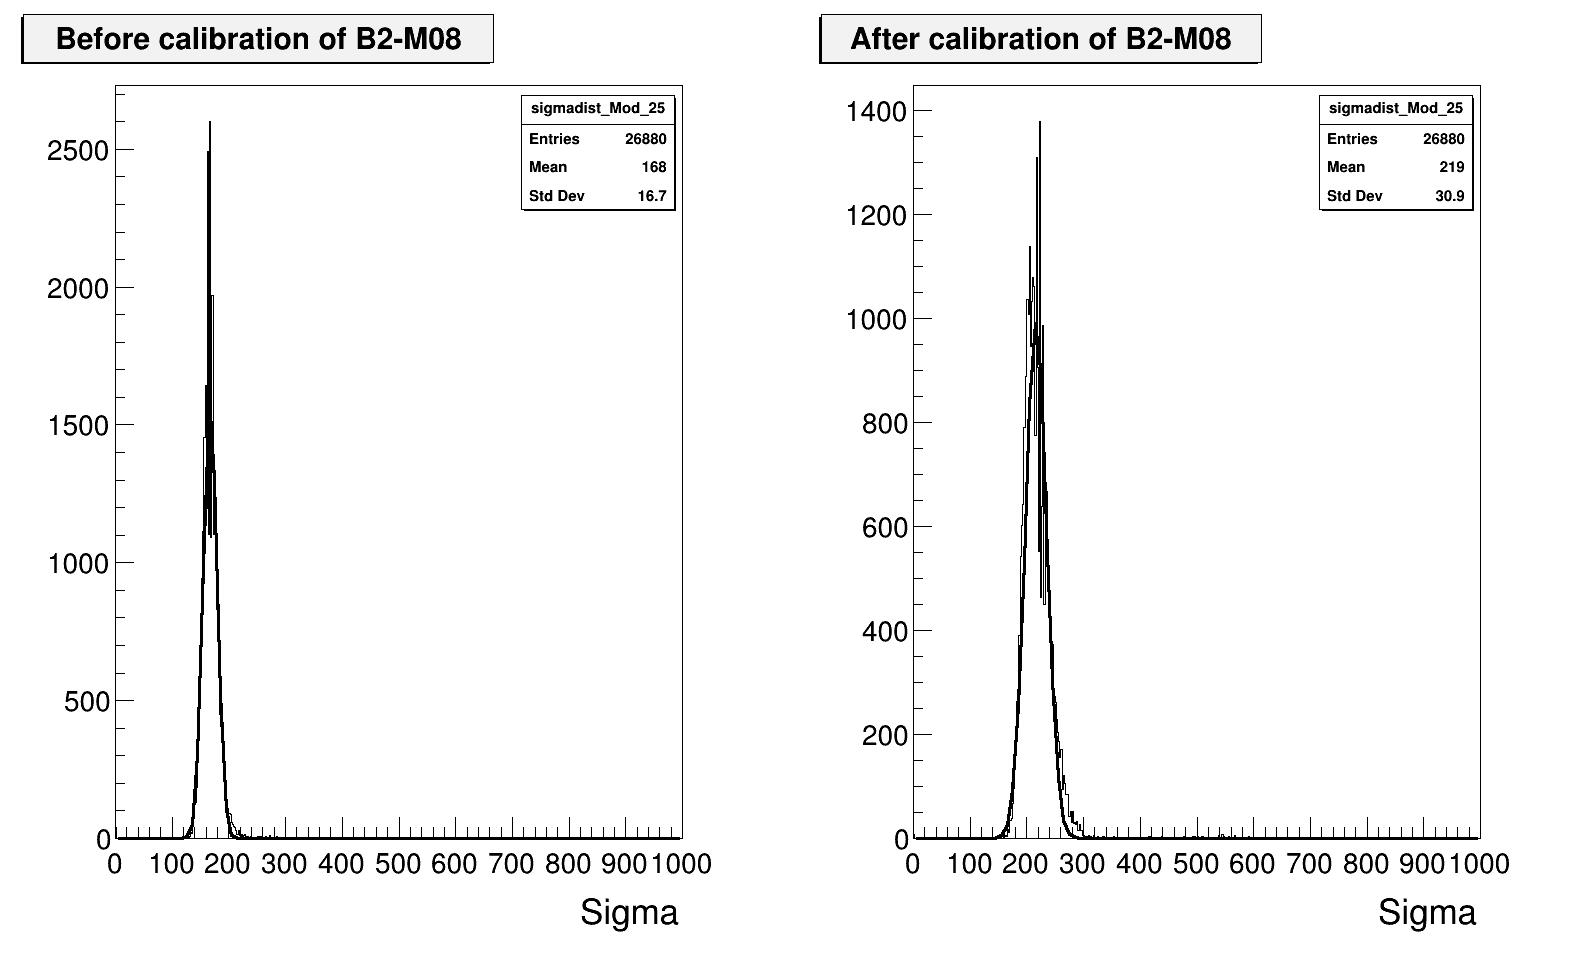 Before calibration of B2-M08
sigmadist_Mod_25
Entries 26880
Mean 168
Std Dev 16.7
2500
2000
1500
1000
500
0
0 100 200 300 400 500 600 700 800 900 1000
Sigma
After calibration of B2-M08
sigmadist_Mod_25
Entries 26880
Mean 219
Std Dev 30.9
1400
1200
1000
800
600
400
200
0
0 100 200 300 400 500 600 700 800 900 1000
Sigma